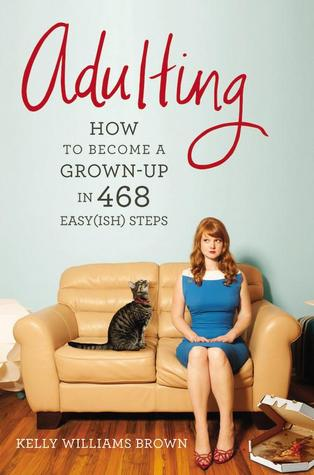 Adulting
HOW
TO BECOME A
GROWN-UP
IN 468
EASY(ISH) STEPS
KELLY WILLIAMS BROWN